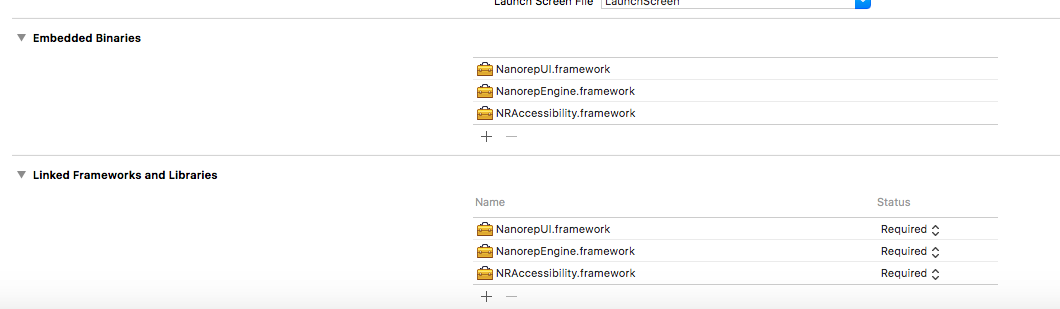 Launch Screen File LaunchScreen
Embedded Binaries
NanorepUI.framework
NanorepEngine.framework
NRAccessibility.framework
Linked Frameworks and Libraries
Name Status
NanorepUI.framework Required
NanorepEngine.framework Required
NRAccessibility.framework Required